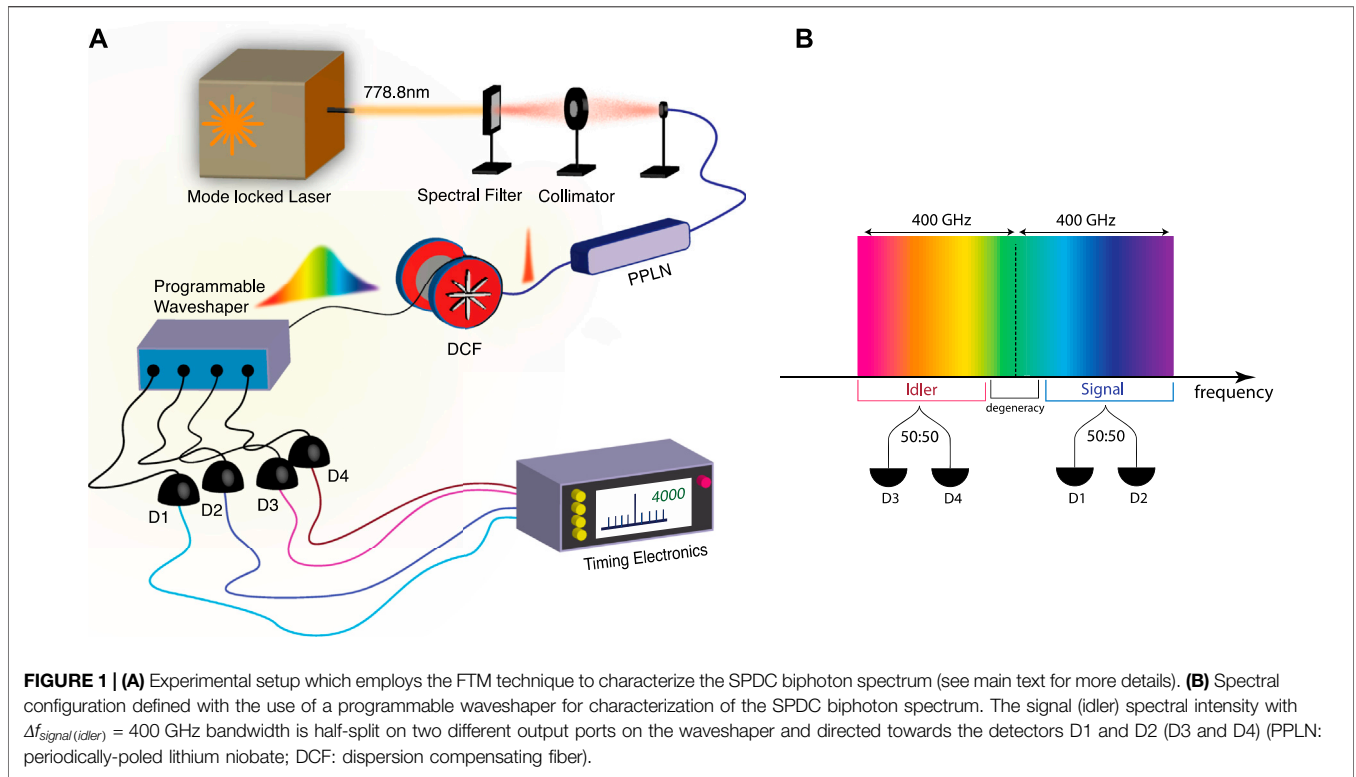 A
778.8nm
Mode locked Laser
Spectral Filter
Collimator
PPLN
DCF
Programmable
Waveshaper
D1
D2
D3
D4
4000
Timing Electronics
B
400 GHz
400 GHz
Idler
degeneracy
Signal
frequency
50:50
50:50
D3
D4
D1
D2
FIGURE 1 | (A) Experimental setup which employs the FTM technique to characterize the SPDC biphoton spectrum (see main text for more details). (B) Spectral
configuration defined with the use of a programmable waveshaper for characterization of the SPDC biphoton spectrum. The signal (idler) spectral intensity with
Δf signal (idler) = 400 GHz bandwidth is half-split on two different output ports on the waveshaper and directed towards the detectors D1 and D2 (D3 and D4) (PPLN:
periodically-poled lithium niobate; DCF: dispersion compensating fiber).